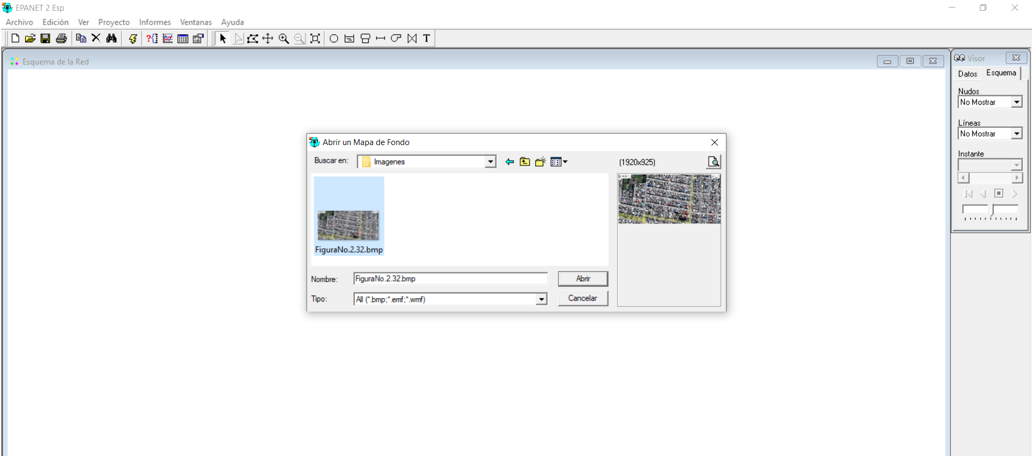 EPANET 2 Esp
Archivo Edición Ver Proyecto Informes Ventanas Ayuda
T
Esquema de la Red
Visor
Datos Esquema
Nudos
No Mostrar
Líneas
No Mostrar
Instante
Abrir un Mapa de Fondo
Buscar en: Imagenes
(1920x925)
FiguraNo.2.32.bmp
Nombre: FiguraNo.2.32.bmp
Abrir
Tipo: All (*.bmp;*.emf;*.wmf)
Cancelar